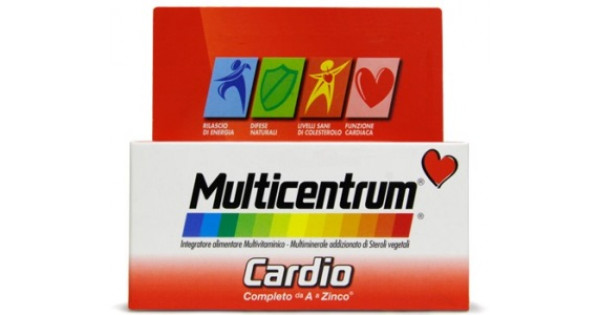 RILASCIO
DI ENERGIA
DIFESE
NATURALI
LIVELLI SANI
DI COLESTEROLO
FUNZIONE
CARDIACA
Multicentrum®
Integratore alimentare Multivitaminico - Multiminerale addizionato di Steroli vegetali
Cardio
Completo da A a Zinco®